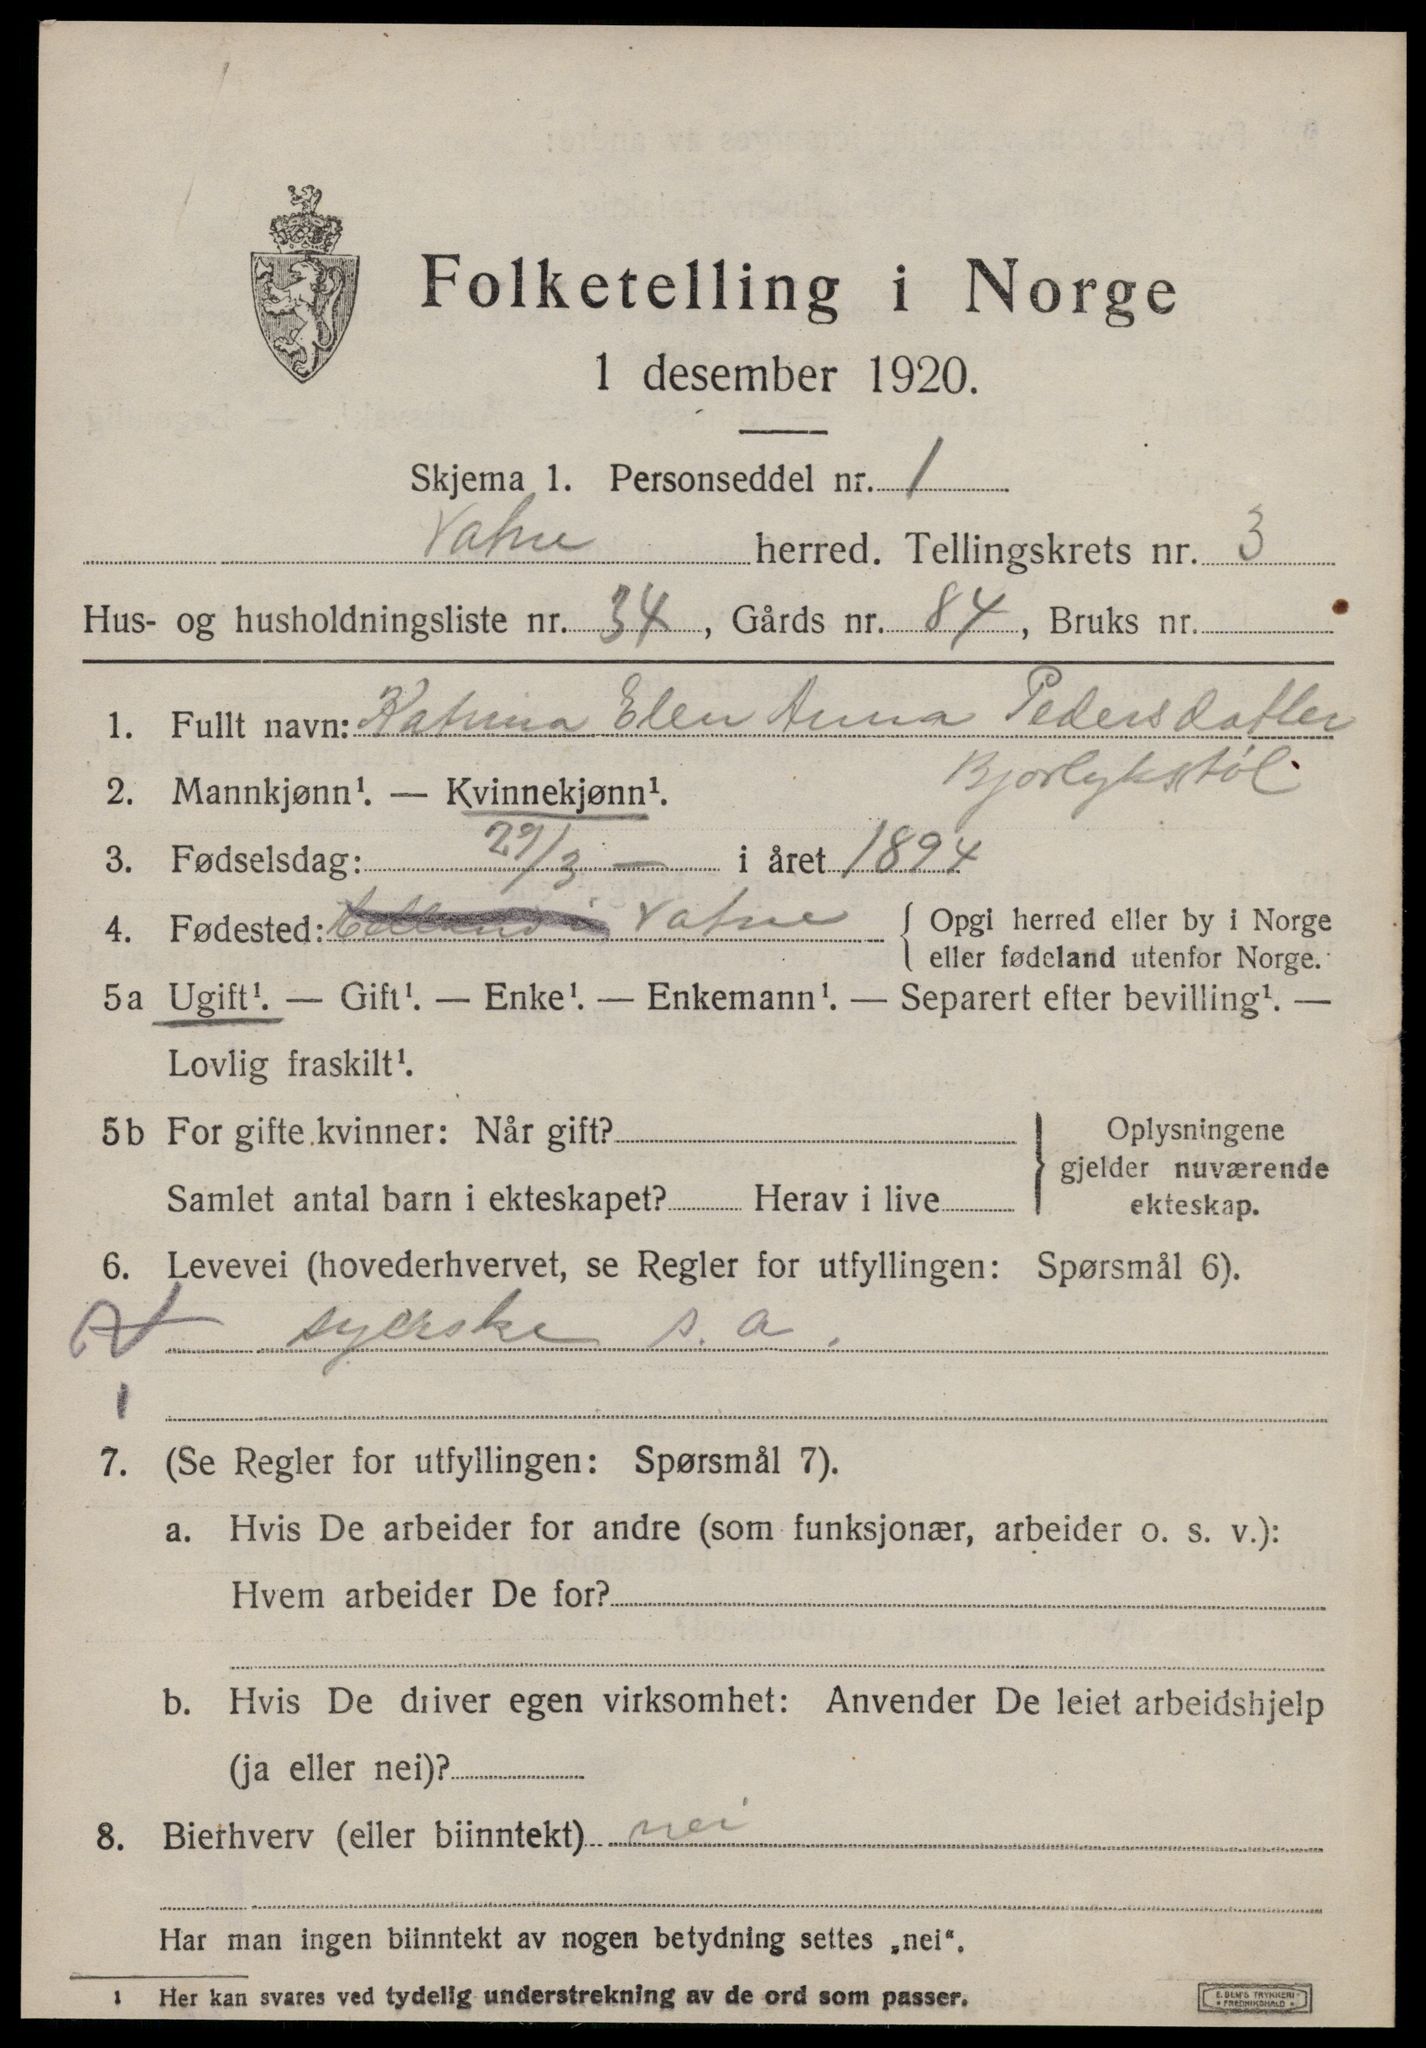 Folketelling i Norge
1 desember 1920.
Skjema 1. Personseddel nr. 1
Vatne herred. Tellingskrets nr. 3
Hus- og husholdningsliste nr. 34, Gårds nr. 84, Bruks nr.
1. Fullt navn: Katrina Elen Anna Pedersdatter
Bjorlykstøl
2. Mannkjønn¹. — Kvinnekjønn¹.
3. Fødselsdag: 29/3 — i året 1894
4. Fødested: Vatne { Opgi herred eller by i Norge
eller fødeland utenfor Norge.
5a Ugift¹. — Gift¹. — Enke¹. — Enkemann¹. — Separert efter bevilling¹. —
Lovlig fraskilt¹.
5b For gifte kvinner: Når gift? } Oplysningene
gjelder nuværende
Samlet antal barn i ekteskapet? Herav i live ekteskap.
6. Levevei (hovederhvervet, se Regler for utfyllingen: Spørsmål 6).
syerske s. a.
1
7. (Se Regler for utfyllingen: Spørsmål 7).
a. Hvis De arbeider for andre (som funksjonær, arbeider o. s. v.):
Hvem arbeider De for?
b. Hvis De driver egen virksomhet: Anvender De leiet arbeidshjelp
(ja eller nei)?
8. Bierhverv (eller biinntekt) nei
Har man ingen biinntekt av nogen betydning settes „nei“.
1 Her kan svares ved tydelig understrekning av de ord som passer.
E. SEM'S TRYKKERI
• FREDRIKSHALD •